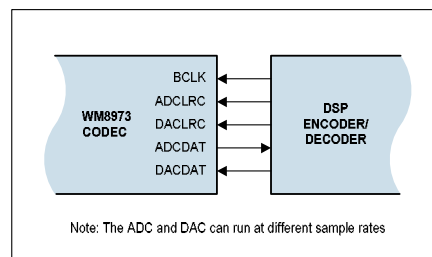 WM8973
CODEC
BCLK
ADCLRC
DACLRC
ADCDAT
DACDAT
DSP
ENCODER/
DECODER
Note: The ADC and DAC can run at different sample rates